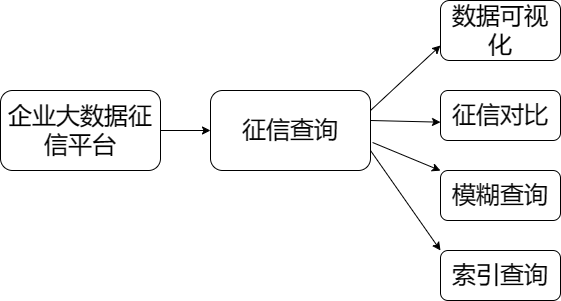 数据可视
化
企业大数据征
信平台
征信查询
征信对比
模糊查询
索引查询